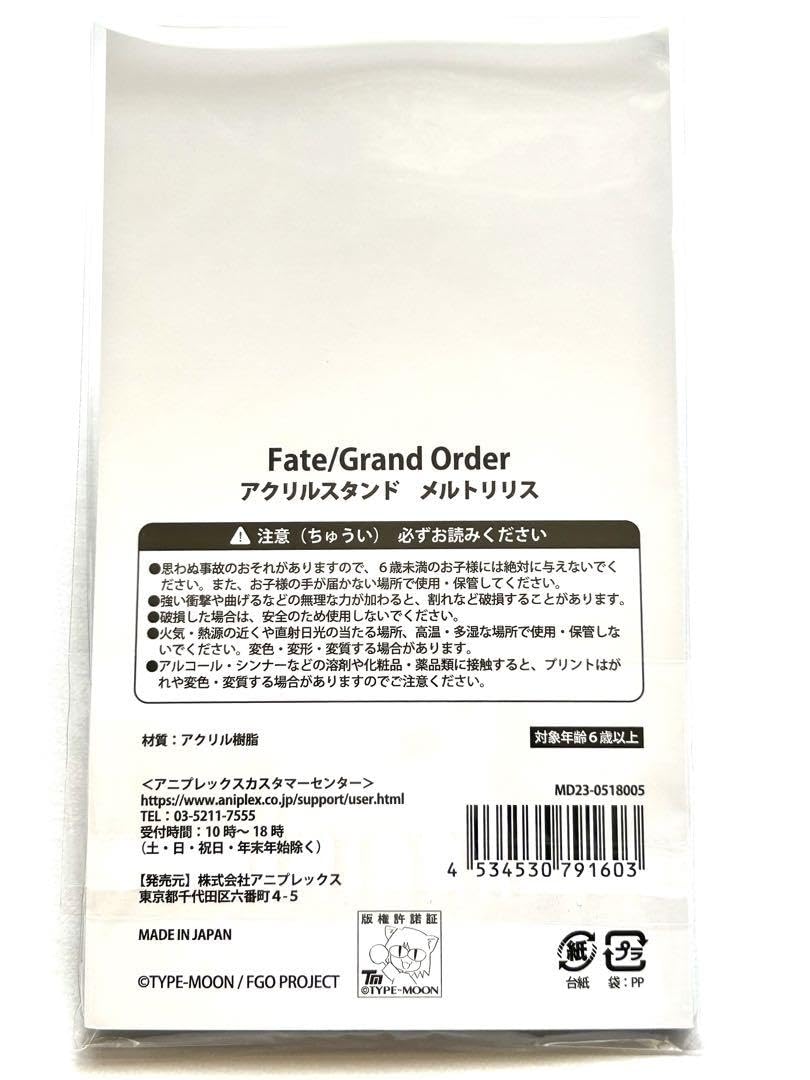 Fate/Grand Order
アクリルスタンド　メルトリリス
注意（ちゅうい）　必ずお読みください
●思わぬ事故のおそれがありますので、６歳未満のお子様には絶対に与えないでく
ださい。また、お子様の手が届かない場所で使用・保管してください。
●強い衝撃や曲げるなどの無理な力が加わると、割れなど破損することがあります。
●破損した場合は、安全のため使用しないでください。
●火気・熱源の近くや直射日光の当たる場所、高温・多湿な場所で使用・保管しな
いでください。変色・変形・変質する場合があります。
●アルコール・シンナーなどの溶剤や化粧品・薬品類に接触すると、プリントはが
れや変色・変質する場合がありますのでご注意ください。
材質：アクリル樹脂
対象年齢６歳以上
＜アニプレックスカスタマーセンター＞
https://www.aniplex.co.jp/support/user.html
TEL：03-5211-7555
受付時間：10時～18時
（土・日・祝日・年末年始除く）
MD23-0518005
4 534530 791603
【発売元】株式会社アニプレックス
東京都千代田区六番町４-５
MADE IN JAPAN
©TYPE-MOON / FGO PROJECT
版権許諾証
TM
©TYPE-MOON
紙
台紙
プラ
袋：PP